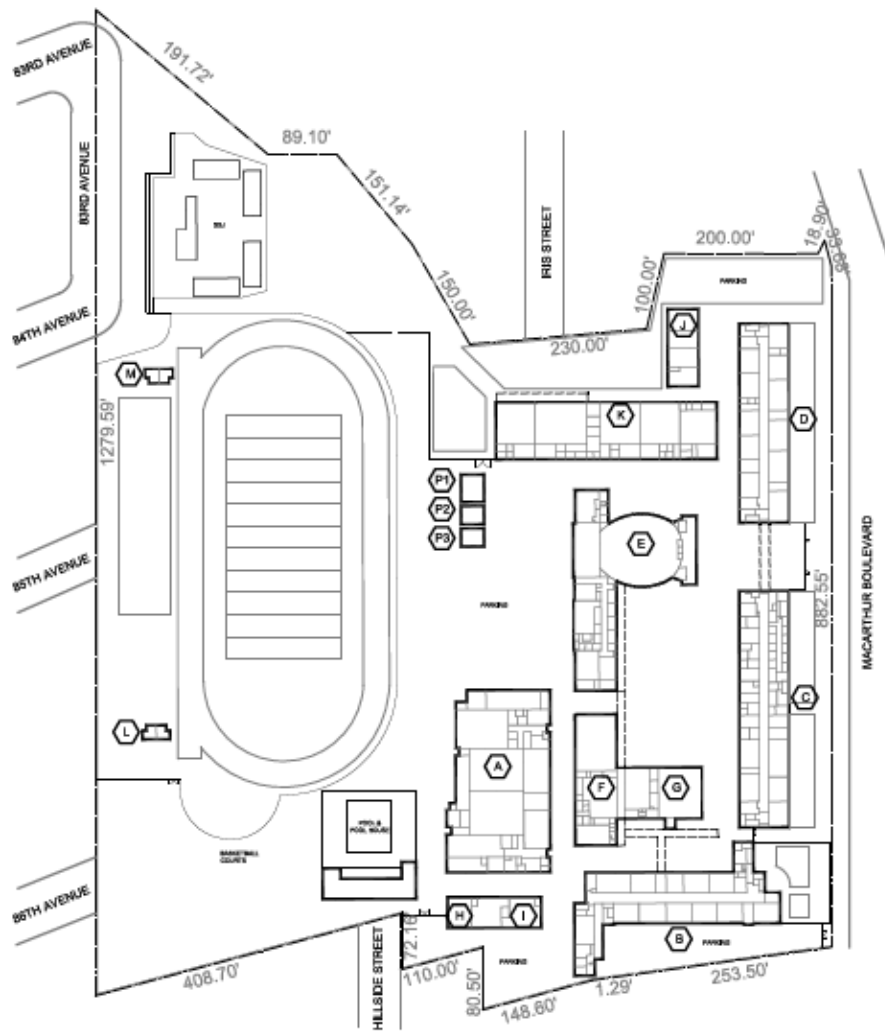 83RD AVENUE
191.72'
89.10'
83RD AVENUE
151.14'
IRIS STREET
200.00'
18.90'
33.68'
PARKING
150.00'
100.00'
230.00'
84TH AVENUE
J
M
1279.59'
K
D
P1
P2
P3
E
85TH AVENUE
PARKING
882.55'
MACARTHUR BOULEVARD
C
L
A
F
G
POOL &
POOL HOUSE
BASKETBALL
COURTS
86TH AVENUE
H
I
72.16'
HILLSIDE STREET
408.70'
110.00'
80.50'
PARKING
B
PARKING
148.60'
1.29'
253.50'